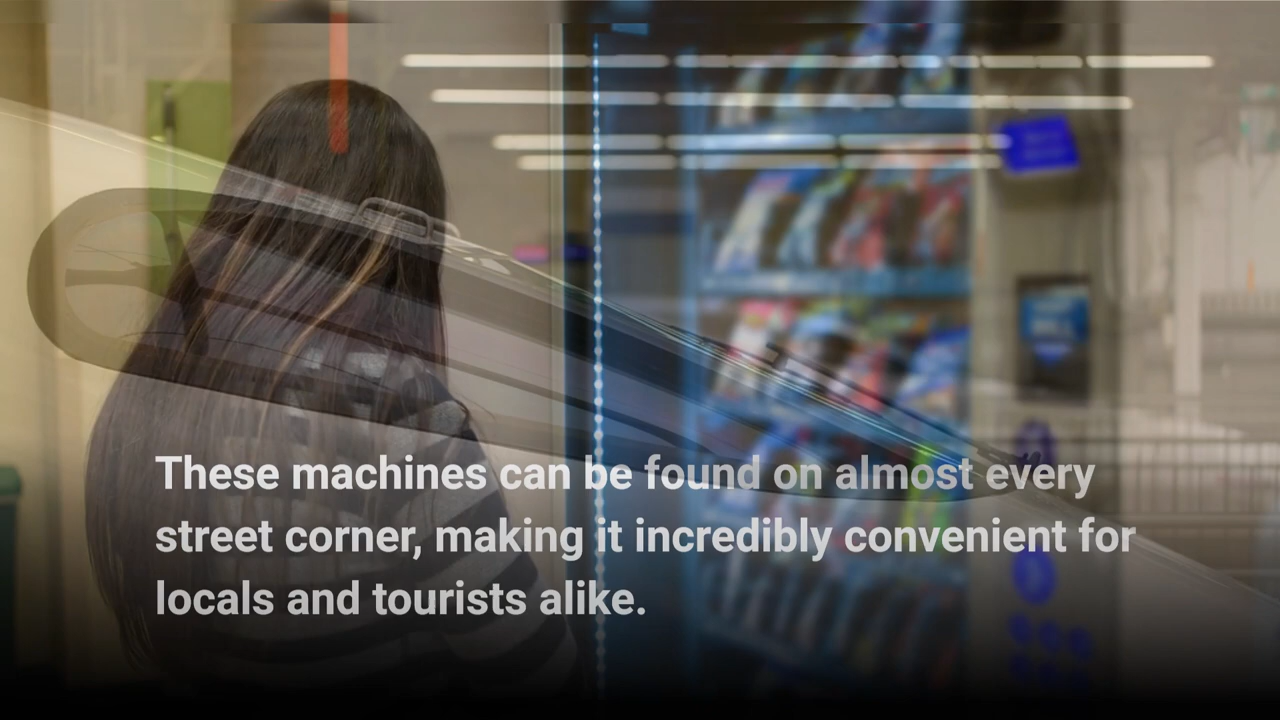 These machines can be found on almost every
street corner, making it incredibly convenient for
locals and tourists alike.